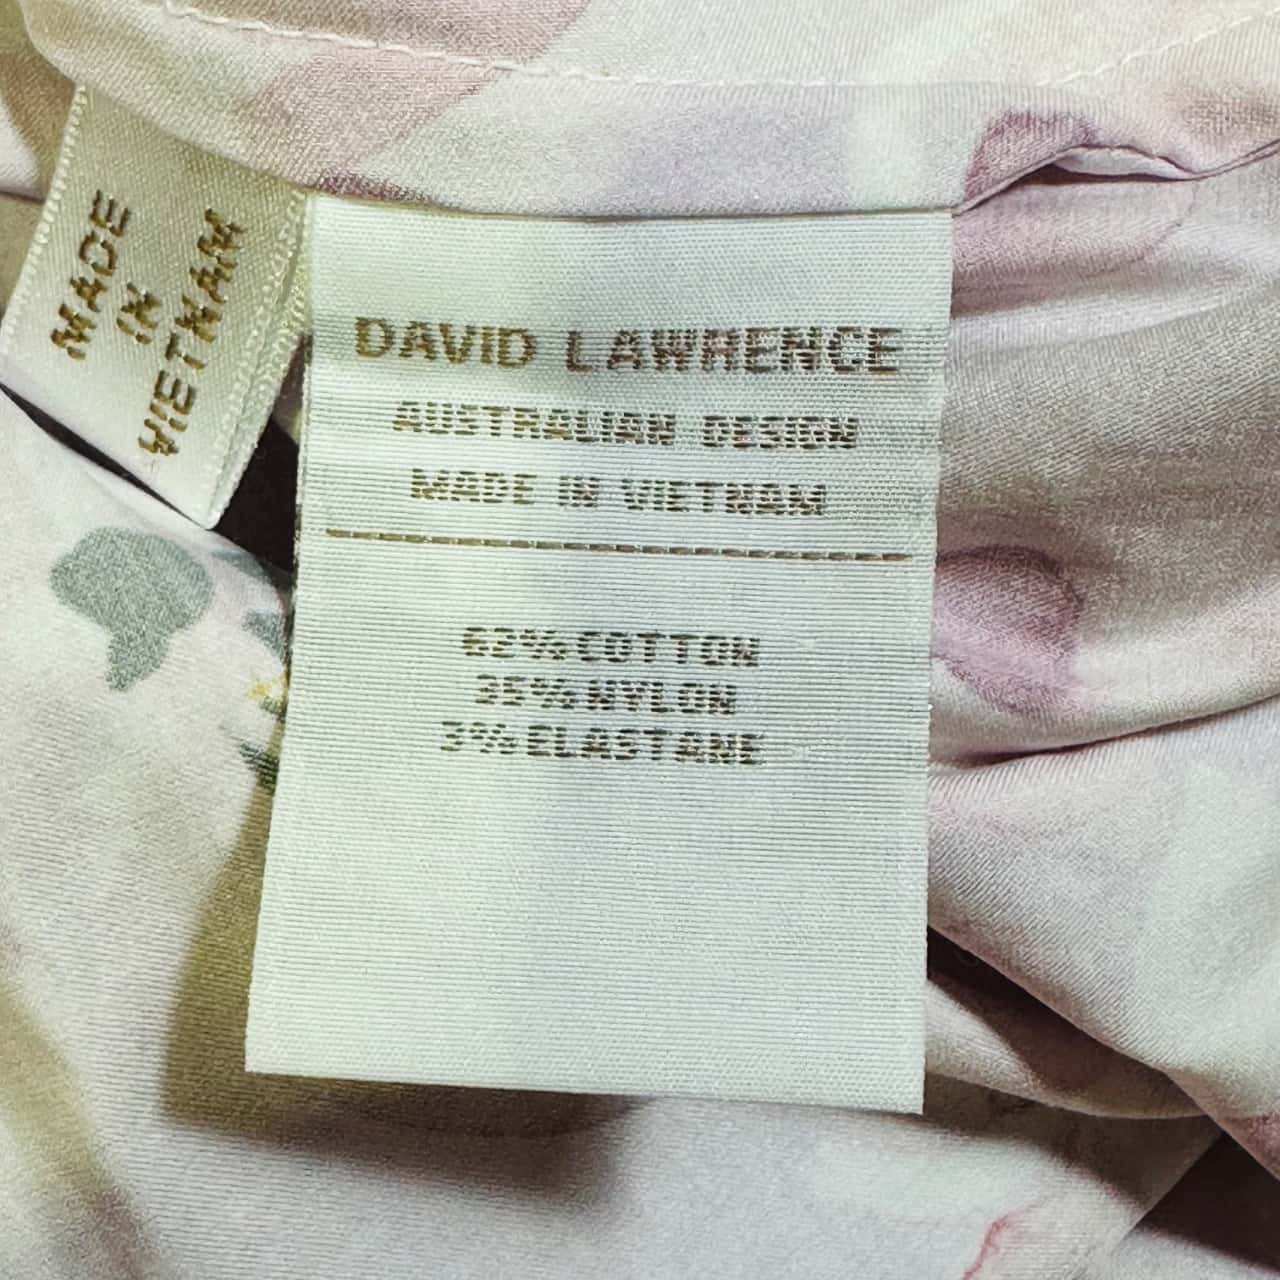 MADE
IN
VIETNAM
DAVID LAWRENCE
AUSTRALIAN DESIGN
MADE IN VIETNAM
62% COTTON
35% NYLON
3% ELASTANE